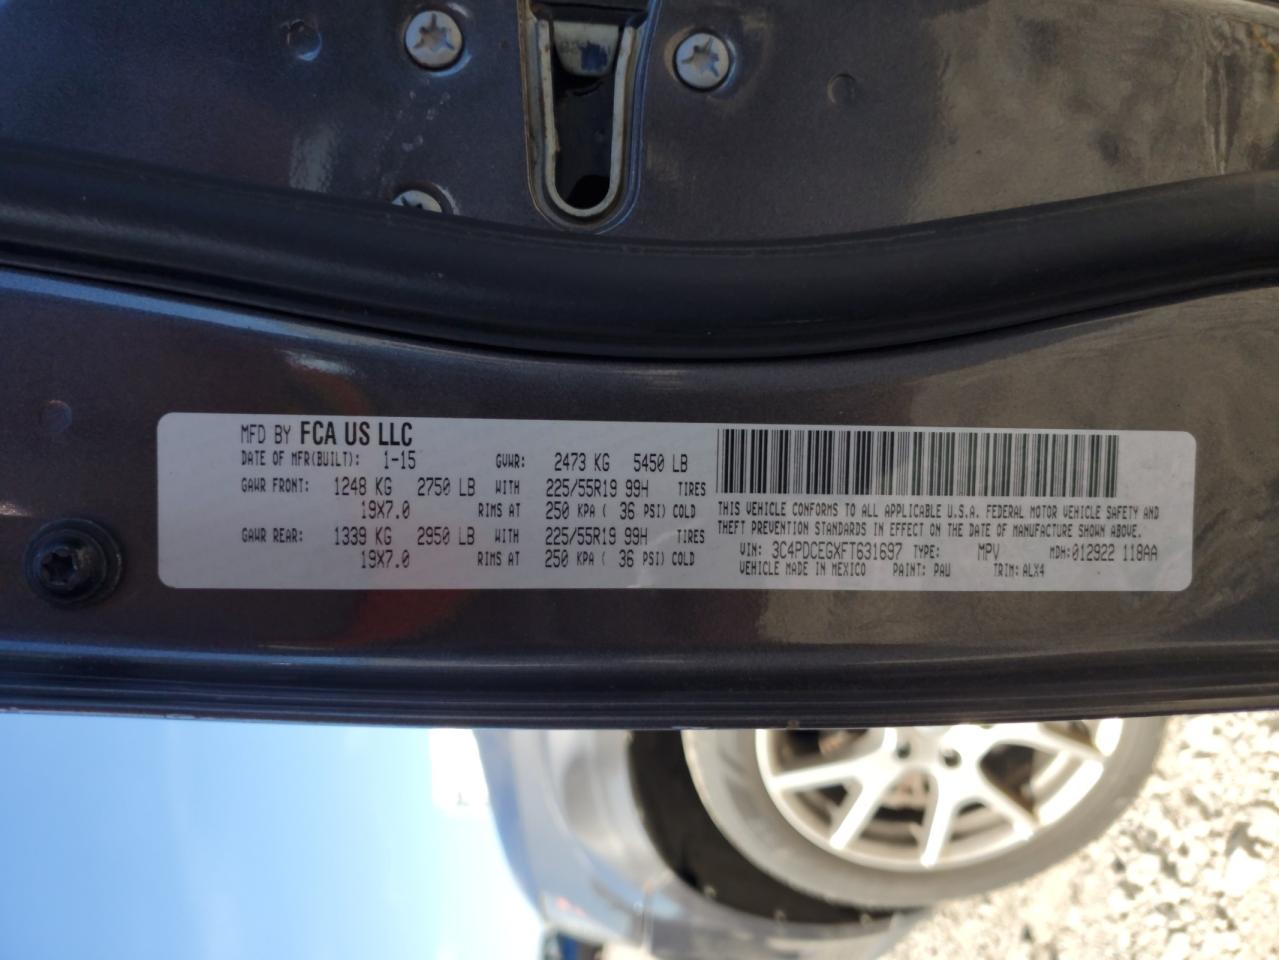 MFD BY FCA US LLC
DATE OF MFR(BUILT): 1-15 GVWR: 2473 KG 5450 LB
GAWR FRONT: 1248 KG 2750 LB WITH 225/55R19 99H TIRES
19X7.0 RIMS AT 250 KPA ( 36 PSI) COLD
GAWR REAR: 1339 KG 2950 LB WITH 225/55R19 99H TIRES
19X7.0 RIMS AT 250 KPA ( 36 PSI) COLD
THIS VEHICLE CONFORMS TO ALL APPLICABLE U.S.A. FEDERAL MOTOR VEHICLE SAFETY AND
THEFT PREVENTION STANDARDS IN EFFECT ON THE DATE OF MANUFACTURE SHOWN ABOVE.
VIN: 3C4PDCEGXFT631697 TYPE: MPV MDH:012922 118AA
VEHICLE MADE IN MEXICO PAINT: PAU TRIM: ALX4